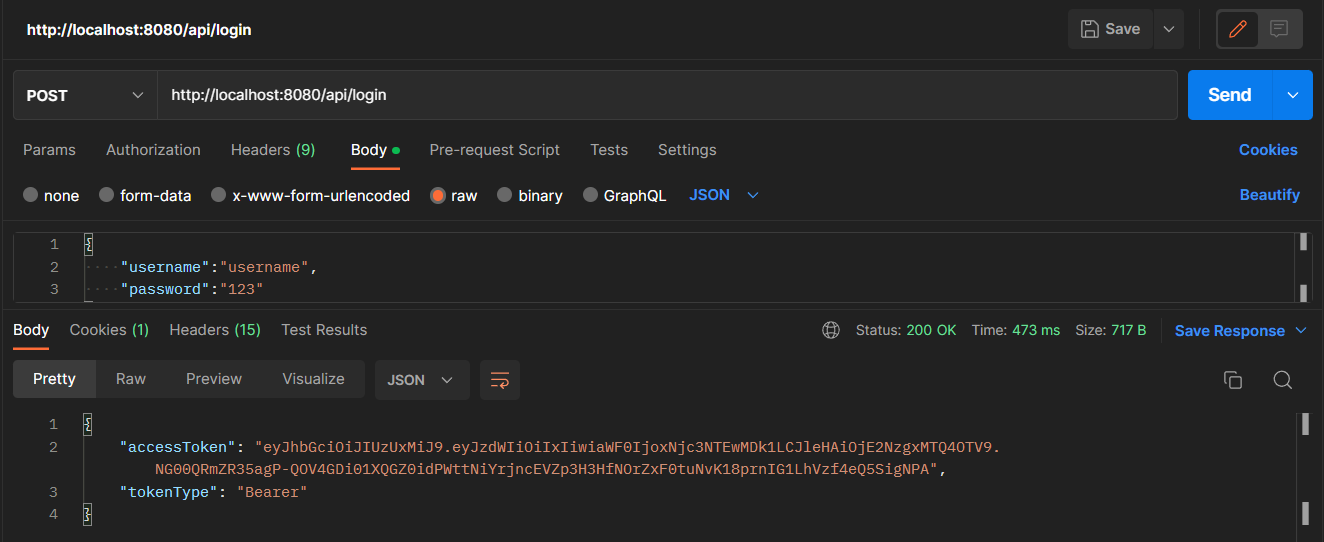 http://localhost:8080/api/login
Save
POST
http://localhost:8080/api/login
Send
Params Authorization Headers (9) Body Pre-request Script Tests Settings Cookies
none form-data x-www-form-urlencoded raw binary GraphQL JSON Beautify
1 {
2 "username":"username",
3 "password":"123"
Body Cookies (1) Headers (15) Test Results Status: 200 OK Time: 473 ms Size: 717 B Save Response
Pretty Raw Preview Visualize JSON
1 {
2 "accessToken": "eyJhbGciOiJIUzUxMiJ9.eyJzdWIiOiIxIiwiaWF0IjoxNjc3NTEwMDk1LCJleHAiOjE2NzgxMTQ4OTV9.
NG00QRmZR35agP-QOV4GDi01XQGZ0idPWttNiYrjncEVZp3H3HfNOrZxF0tuNvK18prnIG1LhVzf4eQ5SigNPA",
3 "tokenType": "Bearer"
4 }